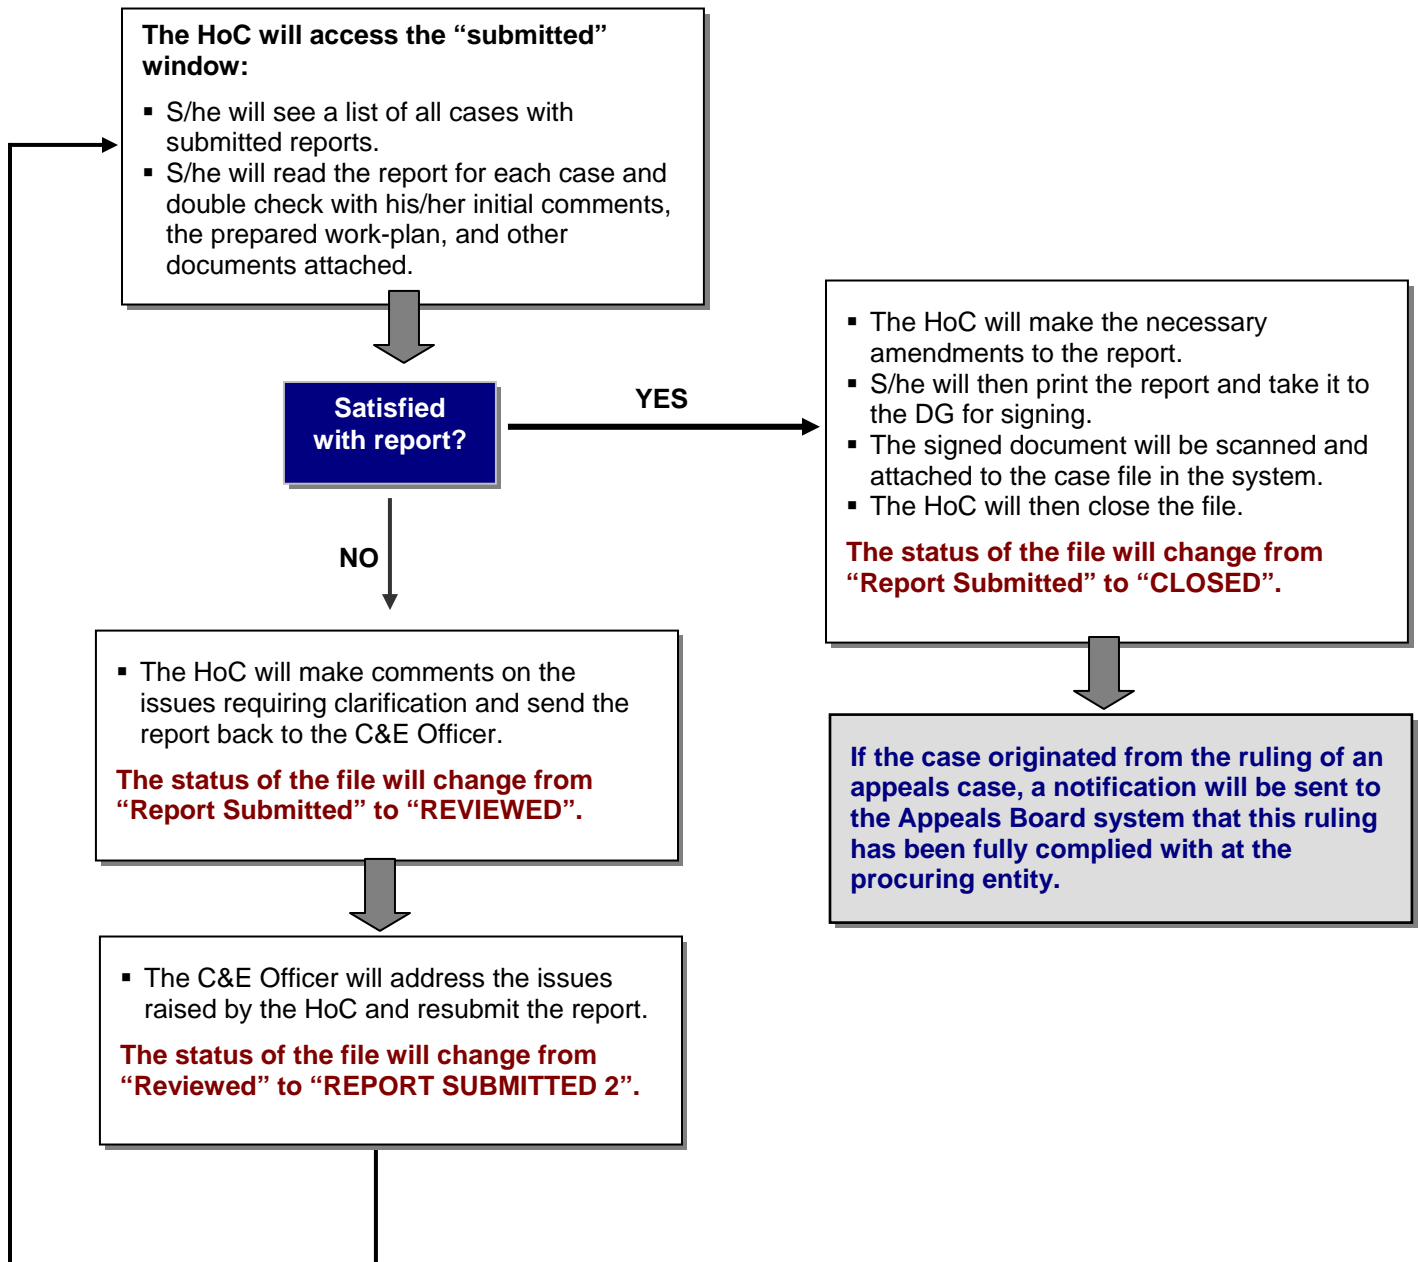 The HoC will access the “submitted”
window:
▪ S/he will see a list of all cases with
submitted reports.
▪ S/he will read the report for each case and
double check with his/her initial comments,
the prepared work-plan, and other
documents attached.
Satisfied
with report?
YES
▪ The HoC will make the necessary
amendments to the report.
▪ S/he will then print the report and take it to
the DG for signing.
▪ The signed document will be scanned and
attached to the case file in the system.
▪ The HoC will then close the file.
The status of the file will change from
“Report Submitted” to “CLOSED”.
If the case originated from the ruling of an
appeals case, a notification will be sent to
the Appeals Board system that this ruling
has been fully complied with at the
procuring entity.
NO
▪ The HoC will make comments on the
issues requiring clarification and send the
report back to the C&E Officer.
The status of the file will change from
“Report Submitted” to “REVIEWED”.
▪ The C&E Officer will address the issues
raised by the HoC and resubmit the report.
The status of the file will change from
“Reviewed” to “REPORT SUBMITTED 2”.